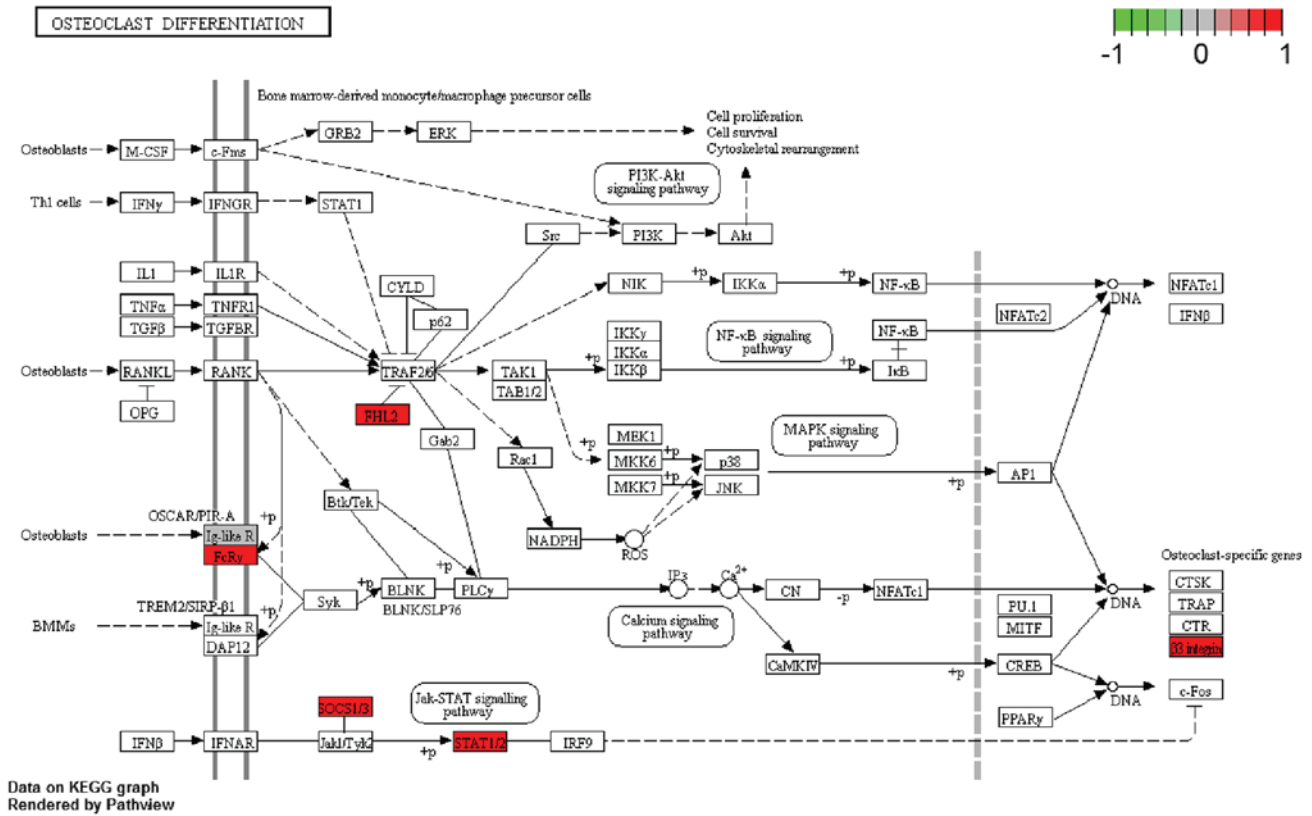 OSTEOCLAST DIFFERENTIATION
-1 0 1
Bone marrow-derived monocyte/macrophage precursor cells
Osteoblasts
M-CSF
c-Fms
GRB2
ERK
Cell proliferation
Cell survival
Cytoskeletal rearrangement
Th1 cells
IFNγ
IFNGR
STAT1
PI3K-Akt
signaling pathway
Src
PI3K
Akt
IL1
IL1R
CYLD
NIK
+p
IKKα
+p
NF-κB
DNA
NFATc1
TNFα
TNFR1
p62
NFATc2
IFNβ
TGFβ
TGFBR
IKKγ
IKKα
IKKβ
+p
NF-κB signaling
pathway
NF-κB
+p
IκB
Osteoblasts
RANKL
RANK
TRAF2/6
TAK1
TAB1/2
OPG
FHL2
Gab2
Rac1
+p
MEK1
MKK6
+p
p38
MKK7
+p
JNK
MAPK signaling
pathway
+p
AP1
Btk/Tek
NADPH
ROS
OSCAR/PIR-A
+p
Osteoblasts
Ig-like R
FcRγ
Syk
+p
BLNK
BLNK/SLP76
+p
PLCγ
IP3
Ca2+
CN
-p
NFATc1
DNA
Osteoclast-specific genes
CTSK
TRAP
CTR
β3 integrin
PU.1
MITF
TREM2/SIRP-β1
+p
BMMs
Ig-like R
DAP12
Calcium signaling
pathway
CaMKIV
+p
CREB
DNA
c-Fos
PPARγ
SOCS1/3
Jak-STAT signalling
pathway
IFNβ
IFNAR
Jak1/Tyk2
+p
STAT1/2
IRF9
Data on KEGG graph
Rendered by Pathview